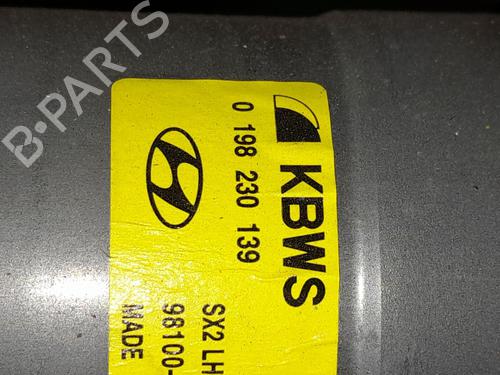 B-PARTS
KBWS
0 198 230 139
SX2 LH
98100-
MADE